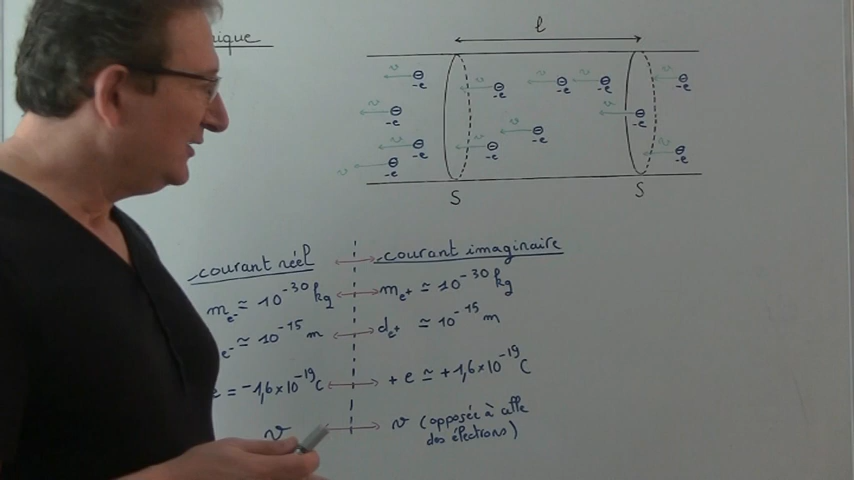 ℓ
v ⊖ -e v ⊖ -e v ⊖ -e v ⊖ -e v ⊖ -e
v ⊖ -e v ⊖ -e
v ⊖ -e v ⊖ -e v ⊖ -e v ⊖ -e
v ⊖ -e
S S
courant réel ↔ courant imaginaire
m_e- ≃ 10^-30 kg ↔ m_e+ ≃ 10^-30 kg
e- ≃ 10^-15 m ↔ d_e+ ≃ 10^-15 m
= -1,6×10^-19 C ↔ + e ≃ +1,6×10^-19 C
v ↔ v (opposée à celle
des électrons)